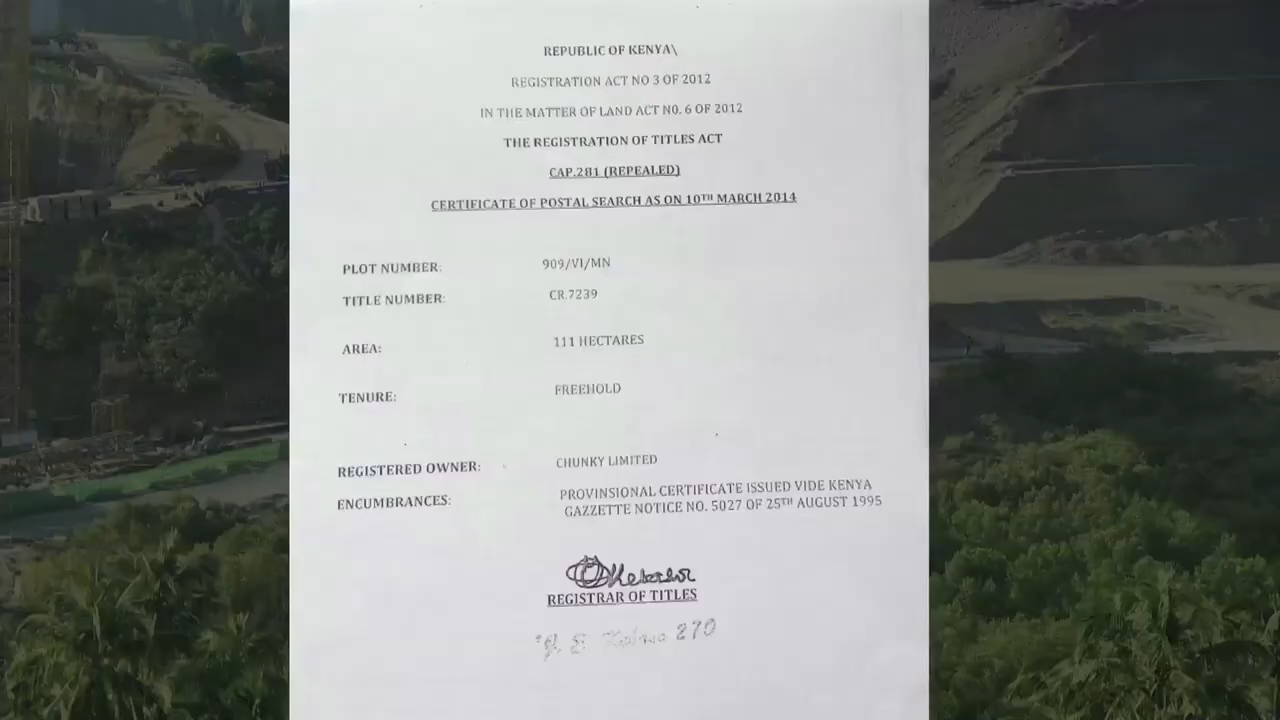 REPUBLIC OF KENYA\
REGISTRATION ACT NO 3 OF 2012
IN THE MATTER OF LAND ACT NO. 6 OF 2012
THE REGISTRATION OF TITLES ACT
CAP.281 (REPEALED)
CERTIFICATE OF POSTAL SEARCH AS ON 10TH MARCH 2014
PLOT NUMBER: 909/VI/MN
TITLE NUMBER: CR.7239
AREA: 111 HECTARES
TENURE: FREEHOLD
REGISTERED OWNER: CHUNKY LIMITED
ENCUMBRANCES: PROVINSIONAL CERTIFICATE ISSUED VIDE KENYA
GAZZETTE NOTICE NO. 5027 OF 25TH AUGUST 1995
REGISTRAR OF TITLES
270